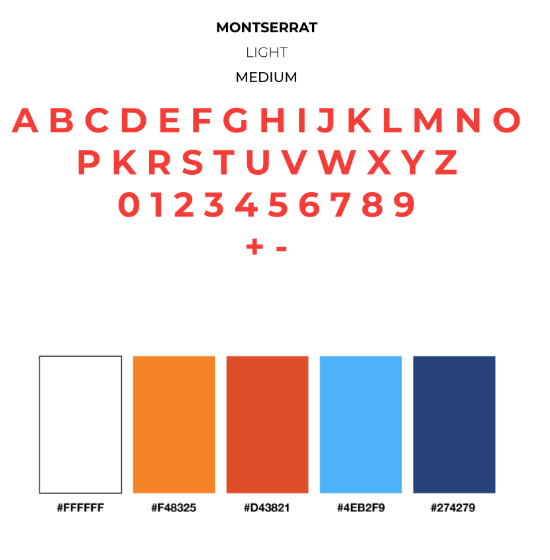 MONTSERRAT
LIGHT
MEDIUM
A B C D E F G H I J K L M N O
P K R S T U V W X Y Z
0 1 2 3 4 5 6 7 8 9
+ -
#FFFFFF #F48325 #D43821 #4EB2F9 #274279